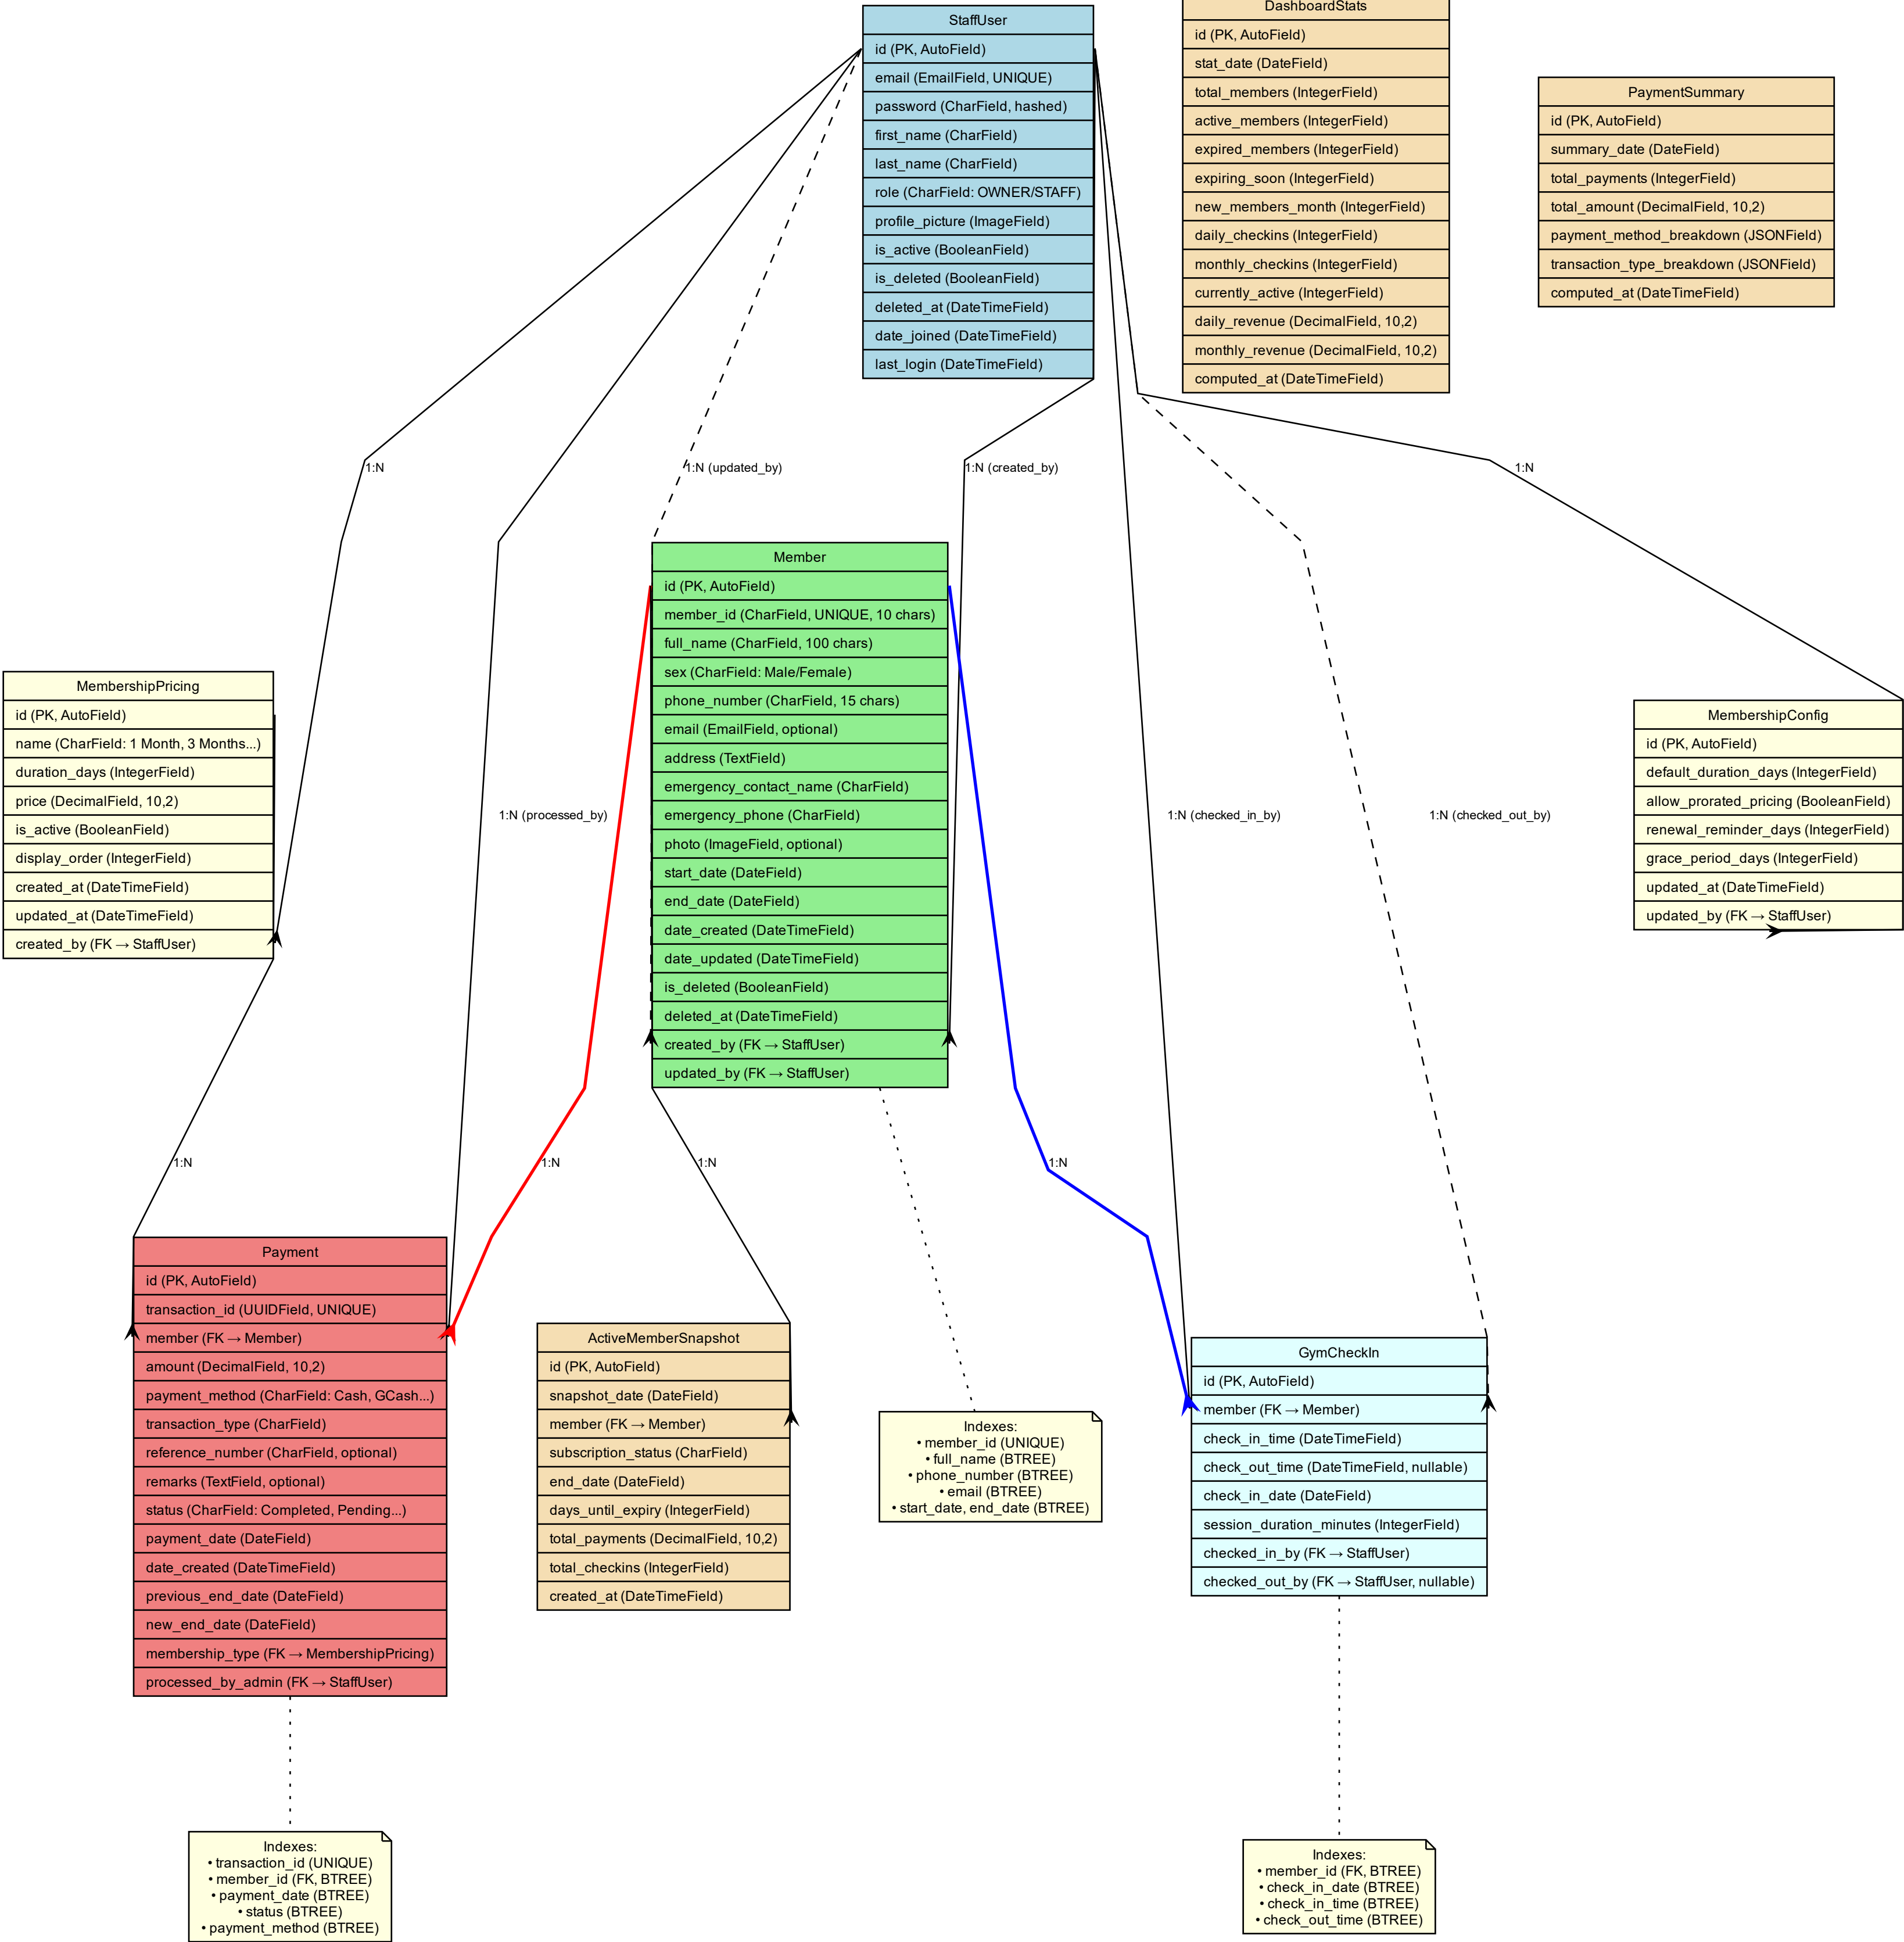 StaffUser
id (PK, AutoField)
email (EmailField, UNIQUE)
password (CharField, hashed)
first_name (CharField)
last_name (CharField)
role (CharField: OWNER/STAFF)
profile_picture (ImageField)
is_active (BooleanField)
is_deleted (BooleanField)
deleted_at (DateTimeField)
date_joined (DateTimeField)
last_login (DateTimeField)
DashboardStats
id (PK, AutoField)
stat_date (DateField)
total_members (IntegerField)
active_members (IntegerField)
expired_members (IntegerField)
expiring_soon (IntegerField)
new_members_month (IntegerField)
daily_checkins (IntegerField)
monthly_checkins (IntegerField)
currently_active (IntegerField)
daily_revenue (DecimalField, 10,2)
monthly_revenue (DecimalField, 10,2)
computed_at (DateTimeField)
PaymentSummary
id (PK, AutoField)
summary_date (DateField)
total_payments (IntegerField)
total_amount (DecimalField, 10,2)
payment_method_breakdown (JSONField)
transaction_type_breakdown (JSONField)
computed_at (DateTimeField)
1:N
1:N (updated_by)
1:N (created_by)
1:N
Member
id (PK, AutoField)
member_id (CharField, UNIQUE, 10 chars)
full_name (CharField, 100 chars)
sex (CharField: Male/Female)
phone_number (CharField, 15 chars)
email (EmailField, optional)
address (TextField)
emergency_contact_name (CharField)
emergency_phone (CharField)
photo (ImageField, optional)
start_date (DateField)
end_date (DateField)
date_created (DateTimeField)
date_updated (DateTimeField)
is_deleted (BooleanField)
deleted_at (DateTimeField)
created_by (FK → StaffUser)
updated_by (FK → StaffUser)
MembershipPricing
id (PK, AutoField)
name (CharField: 1 Month, 3 Months...)
duration_days (IntegerField)
price (DecimalField, 10,2)
is_active (BooleanField)
display_order (IntegerField)
created_at (DateTimeField)
updated_at (DateTimeField)
created_by (FK → StaffUser)
MembershipConfig
id (PK, AutoField)
default_duration_days (IntegerField)
allow_prorated_pricing (BooleanField)
renewal_reminder_days (IntegerField)
grace_period_days (IntegerField)
updated_at (DateTimeField)
updated_by (FK → StaffUser)
1:N (processed_by)
1:N (checked_in_by)
1:N (checked_out_by)
1:N
1:N
1:N
1:N
Payment
id (PK, AutoField)
transaction_id (UUIDField, UNIQUE)
member (FK → Member)
amount (DecimalField, 10,2)
payment_method (CharField: Cash, GCash...)
transaction_type (CharField)
reference_number (CharField, optional)
remarks (TextField, optional)
status (CharField: Completed, Pending...)
payment_date (DateField)
date_created (DateTimeField)
previous_end_date (DateField)
new_end_date (DateField)
membership_type (FK → MembershipPricing)
processed_by_admin (FK → StaffUser)
ActiveMemberSnapshot
id (PK, AutoField)
snapshot_date (DateField)
member (FK → Member)
subscription_status (CharField)
end_date (DateField)
days_until_expiry (IntegerField)
total_payments (DecimalField, 10,2)
total_checkins (IntegerField)
created_at (DateTimeField)
Indexes:
• member_id (UNIQUE)
• full_name (BTREE)
• phone_number (BTREE)
• email (BTREE)
• start_date, end_date (BTREE)
GymCheckIn
id (PK, AutoField)
member (FK → Member)
check_in_time (DateTimeField)
check_out_time (DateTimeField, nullable)
check_in_date (DateField)
session_duration_minutes (IntegerField)
checked_in_by (FK → StaffUser)
checked_out_by (FK → StaffUser, nullable)
Indexes:
• transaction_id (UNIQUE)
• member_id (FK, BTREE)
• payment_date (BTREE)
• status (BTREE)
• payment_method (BTREE)
Indexes:
• member_id (FK, BTREE)
• check_in_date (BTREE)
• check_in_time (BTREE)
• check_out_time (BTREE)